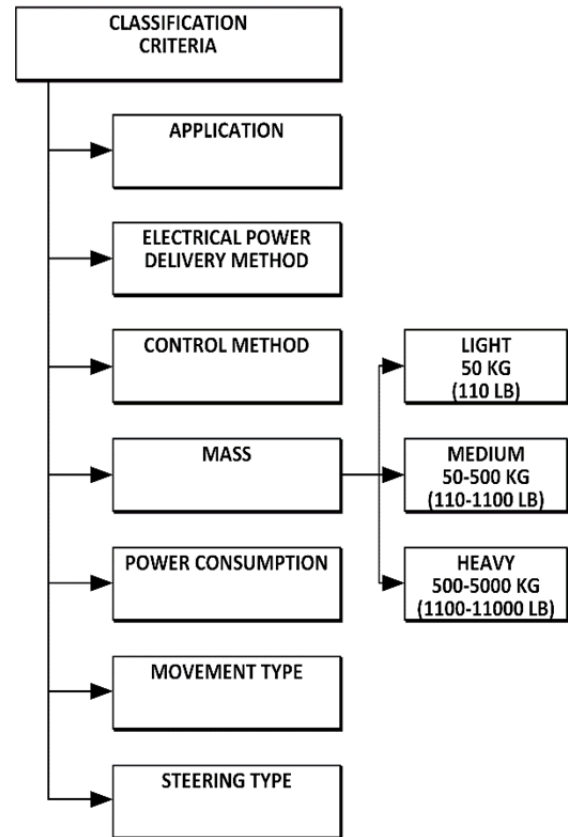 CLASSIFICATION
CRITERIA
APPLICATION
ELECTRICAL POWER
DELIVERY METHOD
CONTROL METHOD
MASS
POWER CONSUMPTION
MOVEMENT TYPE
STEERING TYPE
LIGHT
50 KG
(110 LB)
MEDIUM
50-500 KG
(110-1100 LB)
HEAVY
500-5000 KG
(1100-11000 LB)